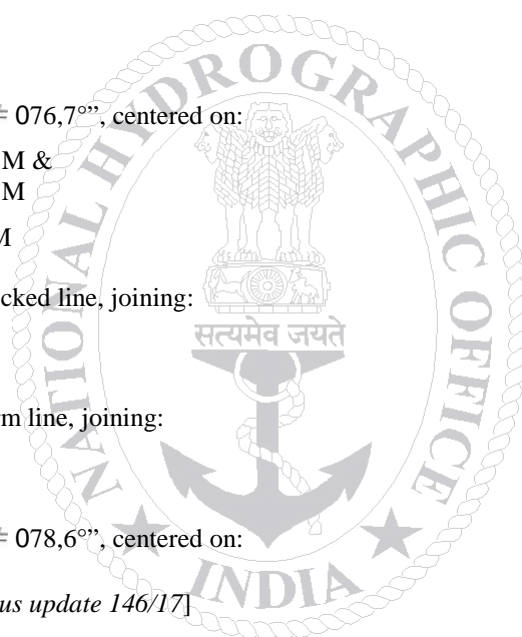 ≠ 076,7°”, centered on:
M &
M
M
cked line, joining:
rm line, joining:
≠ 078,6°”, centered on:
us update 146/17]
NATIONAL HYDROGRAPHIC OFFICE
सत्यमेव जयते
INDIA